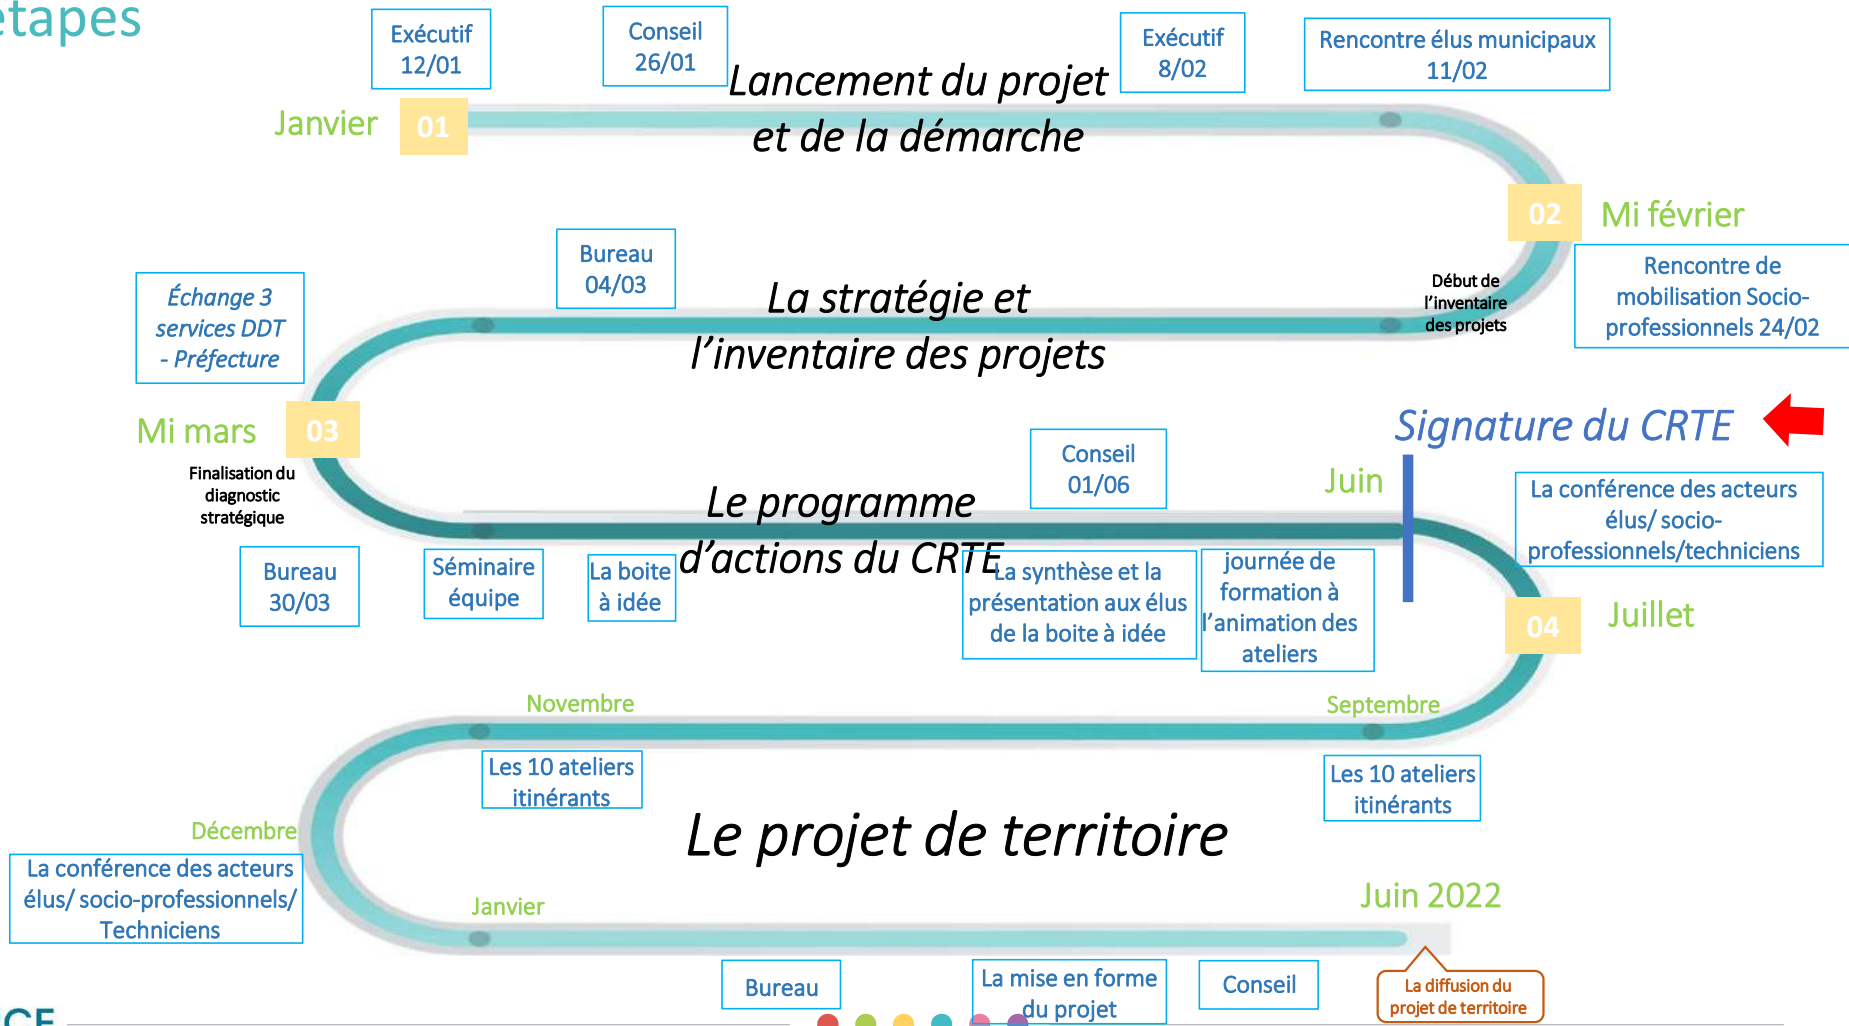 étapes
Exécutif
12/01
Conseil
26/01
Exécutif
8/02
Rencontre élus municipaux
11/02
Lancement du projet
et de la démarche
Janvier
01
02
Mi février
Bureau
04/03
Échange 3
services DDT
- Préfecture
La stratégie et
l’inventaire des projets
Début de
l’inventaire
des projets
Rencontre de
mobilisation Socio-
professionnels 24/02
Mi mars
03
Finalisation du
diagnostic
stratégique
Signature du CRTE
Conseil
01/06
Juin
Le programme
d’actions du CRTE
La conférence des acteurs
élus/ socio-
professionnels/techniciens
Bureau
30/03
Séminaire
équipe
La boite
à idée
La synthèse et la
présentation aux élus
de la boite à idée
journée de
formation à
l’animation des
ateliers
04
Juillet
Novembre
Septembre
Les 10 ateliers
itinérants
Les 10 ateliers
itinérants
Le projet de territoire
Décembre
La conférence des acteurs
élus/ socio-professionnels/
Techniciens
Janvier
Juin 2022
Bureau
La mise en forme
du projet
Conseil
La diffusion du
projet de territoire